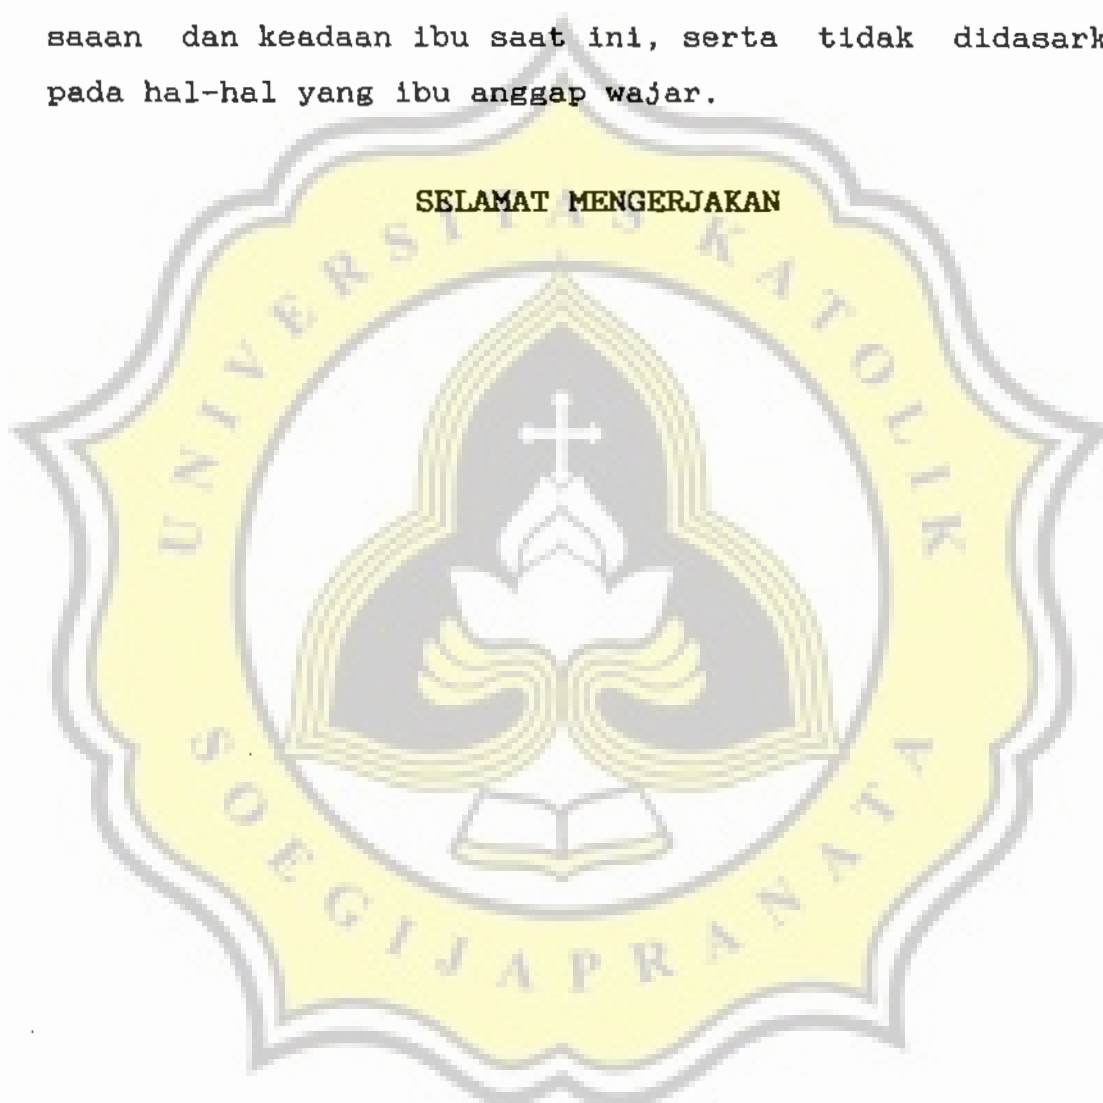 saaan dan keadaan ibu saat ini, serta tidak didasark
pada hal-hal yang ibu anggap wajar.
SELAMAT MENGERJAKAN
UNIVERSITAS KATOLIK
SOEGIJAPRANATA